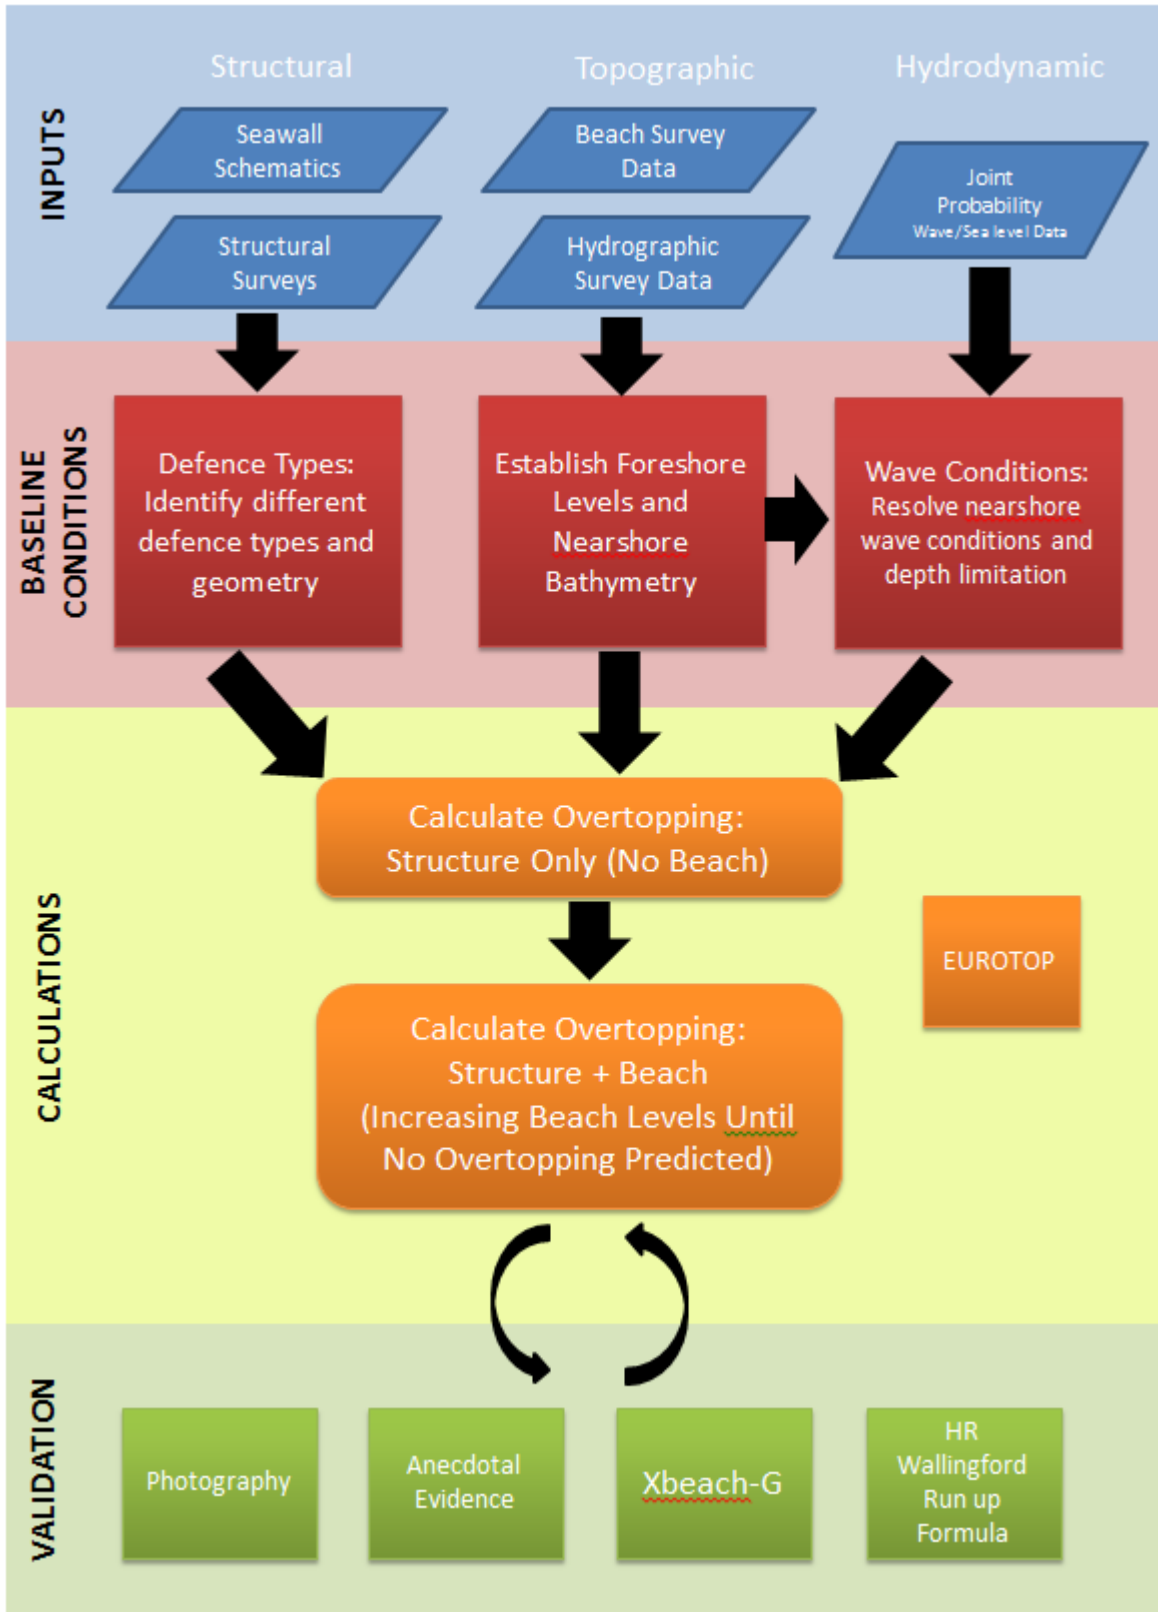 Structural
Topographic
Hydrodynamic
INPUTS
Seawall
Schematics
Beach Survey
Data
Joint
Probability
Wave/Sea level Data
Structural
Surveys
Hydrographic
Survey Data
BASELINE
CONDITIONS
Defence Types:
Identify different
defence types and
geometry
Establish Foreshore
Levels and
Nearshore
Bathymetry
Wave Conditions:
Resolve nearshore
wave conditions and
depth limitation
CALCULATIONS
Calculate Overtopping:
Structure Only (No Beach)
EUROTOP
Calculate Overtopping:
Structure + Beach
(Increasing Beach Levels Until
No Overtopping Predicted)
VALIDATION
Photography
Anecdotal
Evidence
Xbeach-G
HR
Wallingford
Run up
Formula